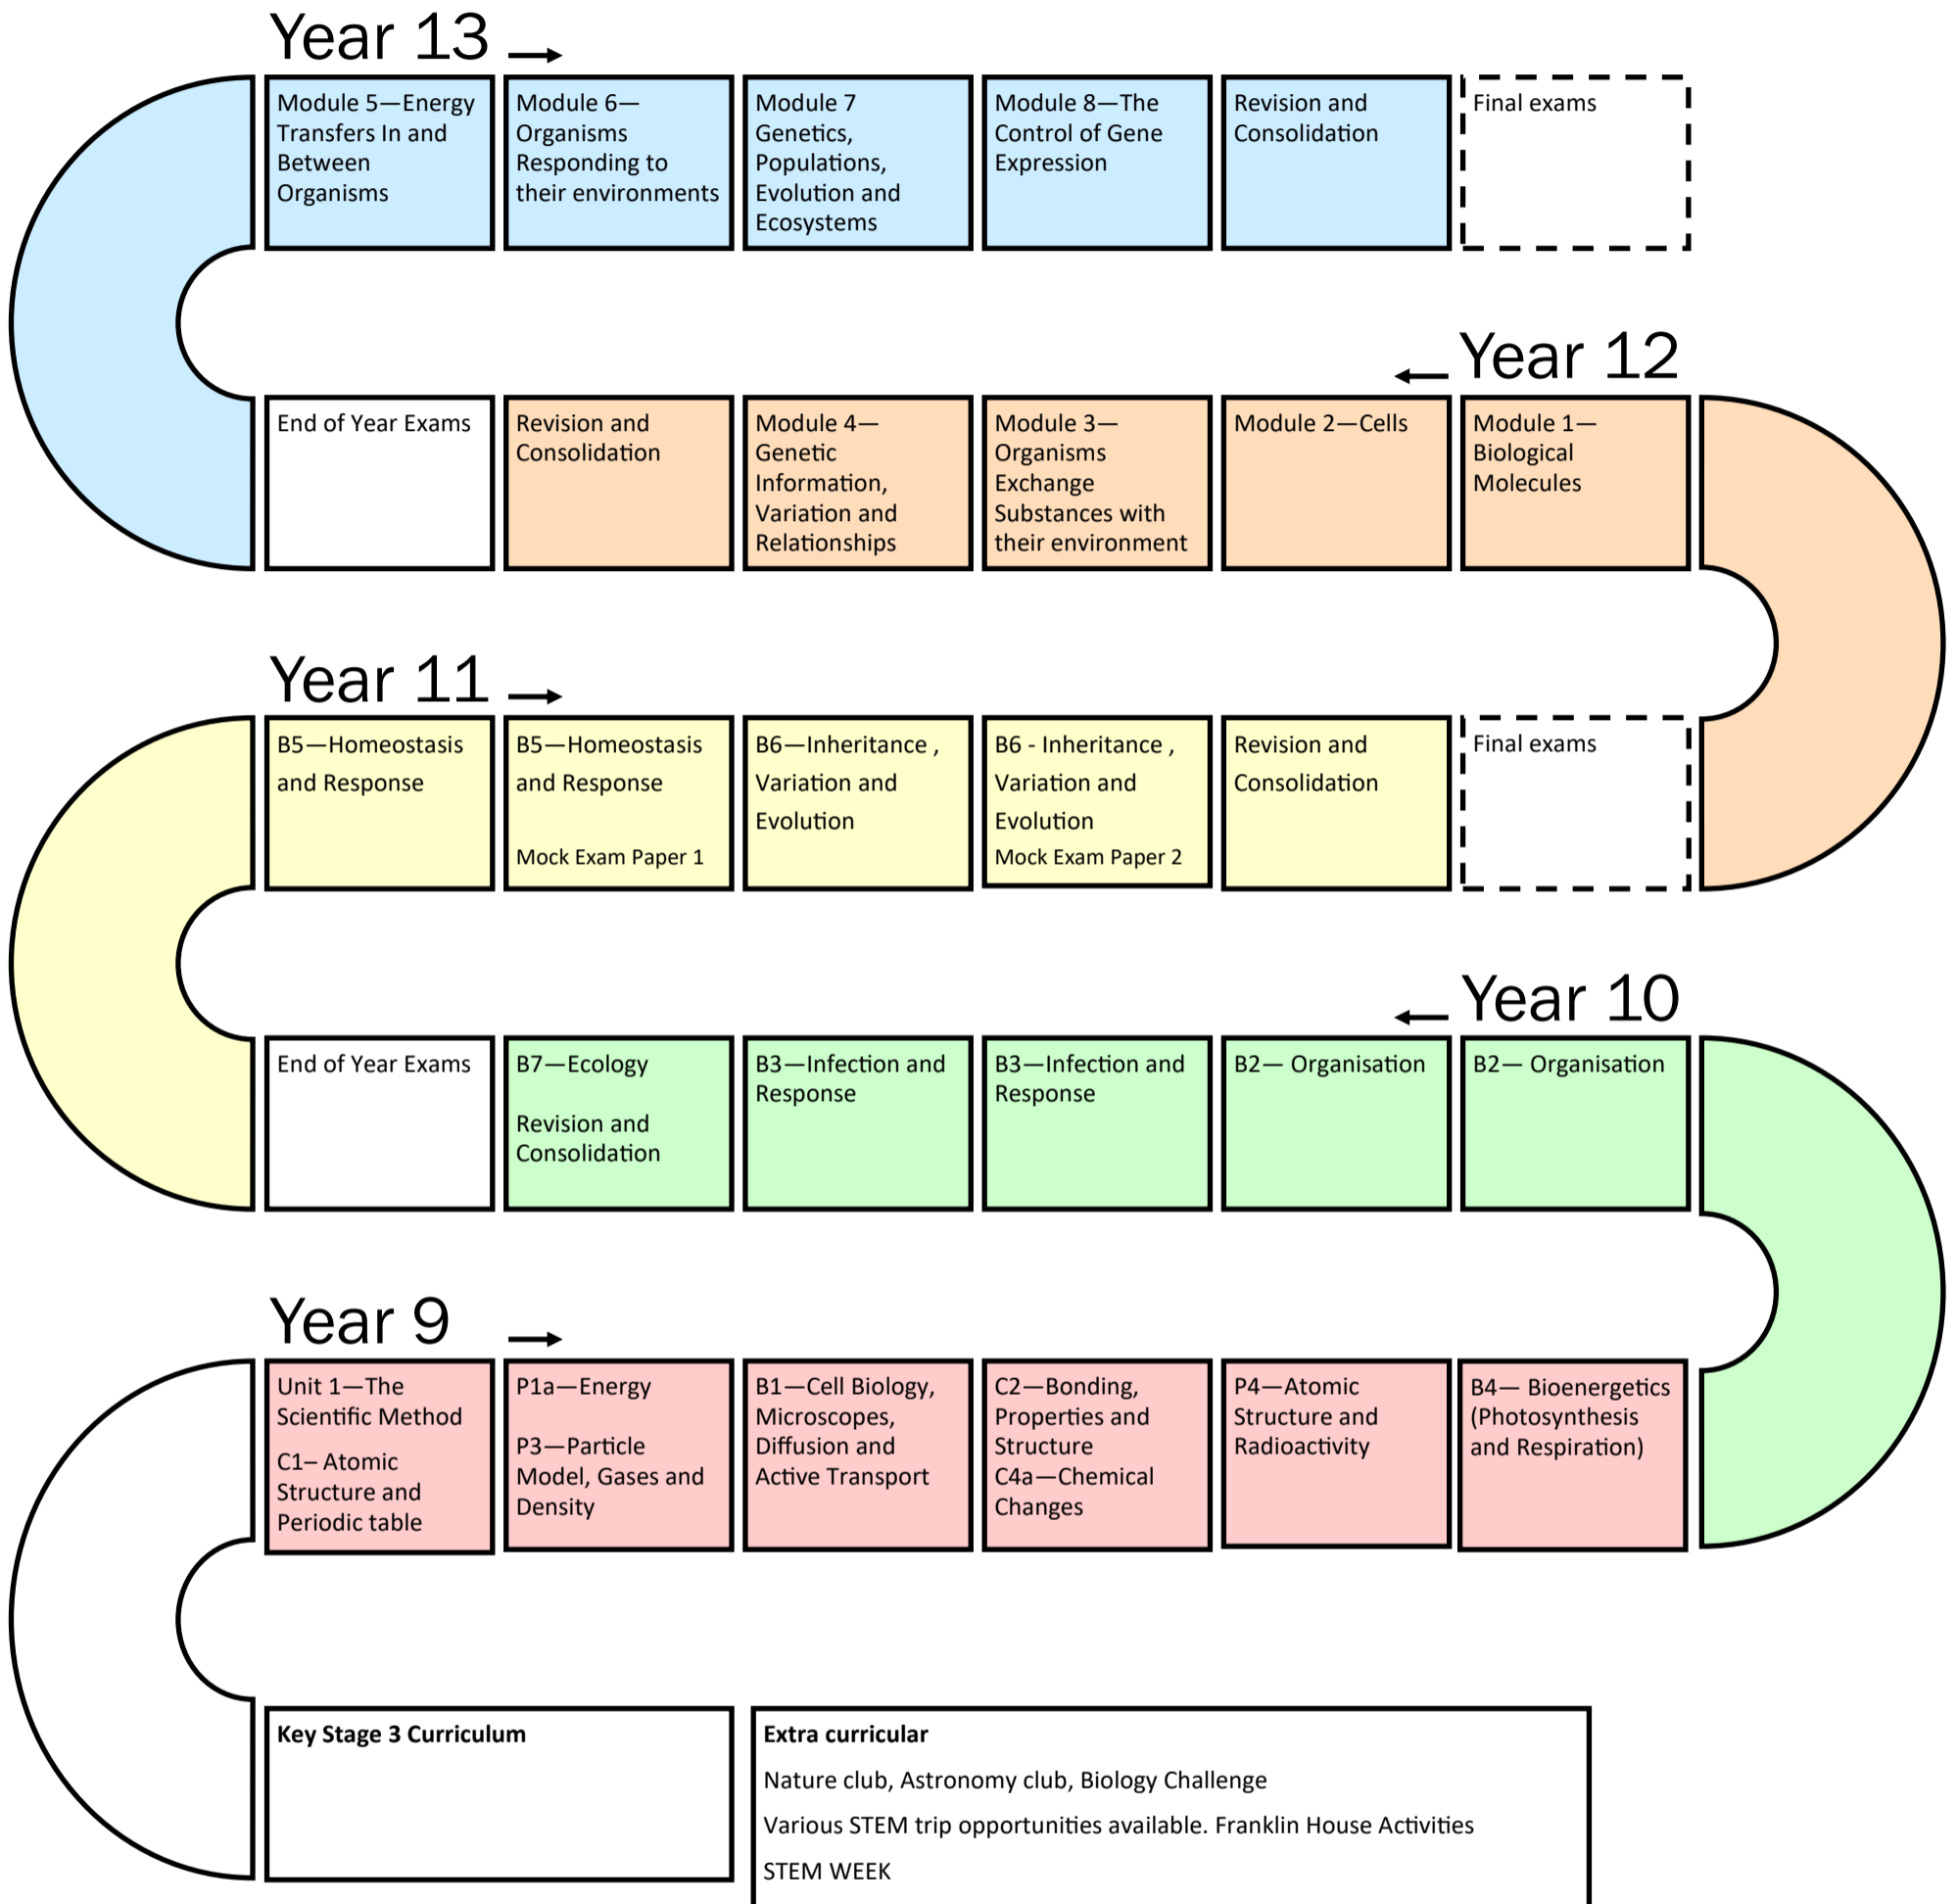 Year 13
Module 5—Energy
Transfers In and
Between
Organisms
Module 6—
Organisms
Responding to
their environments
Module 7
Genetics,
Populations,
Evolution and
Ecosystems
Module 8—The
Control of Gene
Expression
Revision and
Consolidation
Final exams
Year 12
End of Year Exams
Revision and
Consolidation
Module 4—
Genetic
Information,
Variation and
Relationships
Module 3—
Organisms
Exchange
Substances with
their environment
Module 2—Cells
Module 1—
Biological
Molecules
Year 11
B5—Homeostasis
and Response
B5—Homeostasis
and Response
Mock Exam Paper 1
B6—Inheritance ,
Variation and
Evolution
B6 - Inheritance ,
Variation and
Evolution
Mock Exam Paper 2
Revision and
Consolidation
Final exams
Year 10
End of Year Exams
B7—Ecology
Revision and
Consolidation
B3—Infection and
Response
B3—Infection and
Response
B2— Organisation
B2— Organisation
Year 9
Unit 1—The
Scientific Method
C1– Atomic
Structure and
Periodic table
P1a—Energy
P3—Particle
Model, Gases and
Density
B1—Cell Biology,
Microscopes,
Diffusion and
Active Transport
C2—Bonding,
Properties and
Structure
C4a—Chemical
Changes
P4—Atomic
Structure and
Radioactivity
B4— Bioenergetics
(Photosynthesis
and Respiration)
Key Stage 3 Curriculum
Extra curricular
Nature club, Astronomy club, Biology Challenge
Various STEM trip opportunities available. Franklin House Activities
STEM WEEK